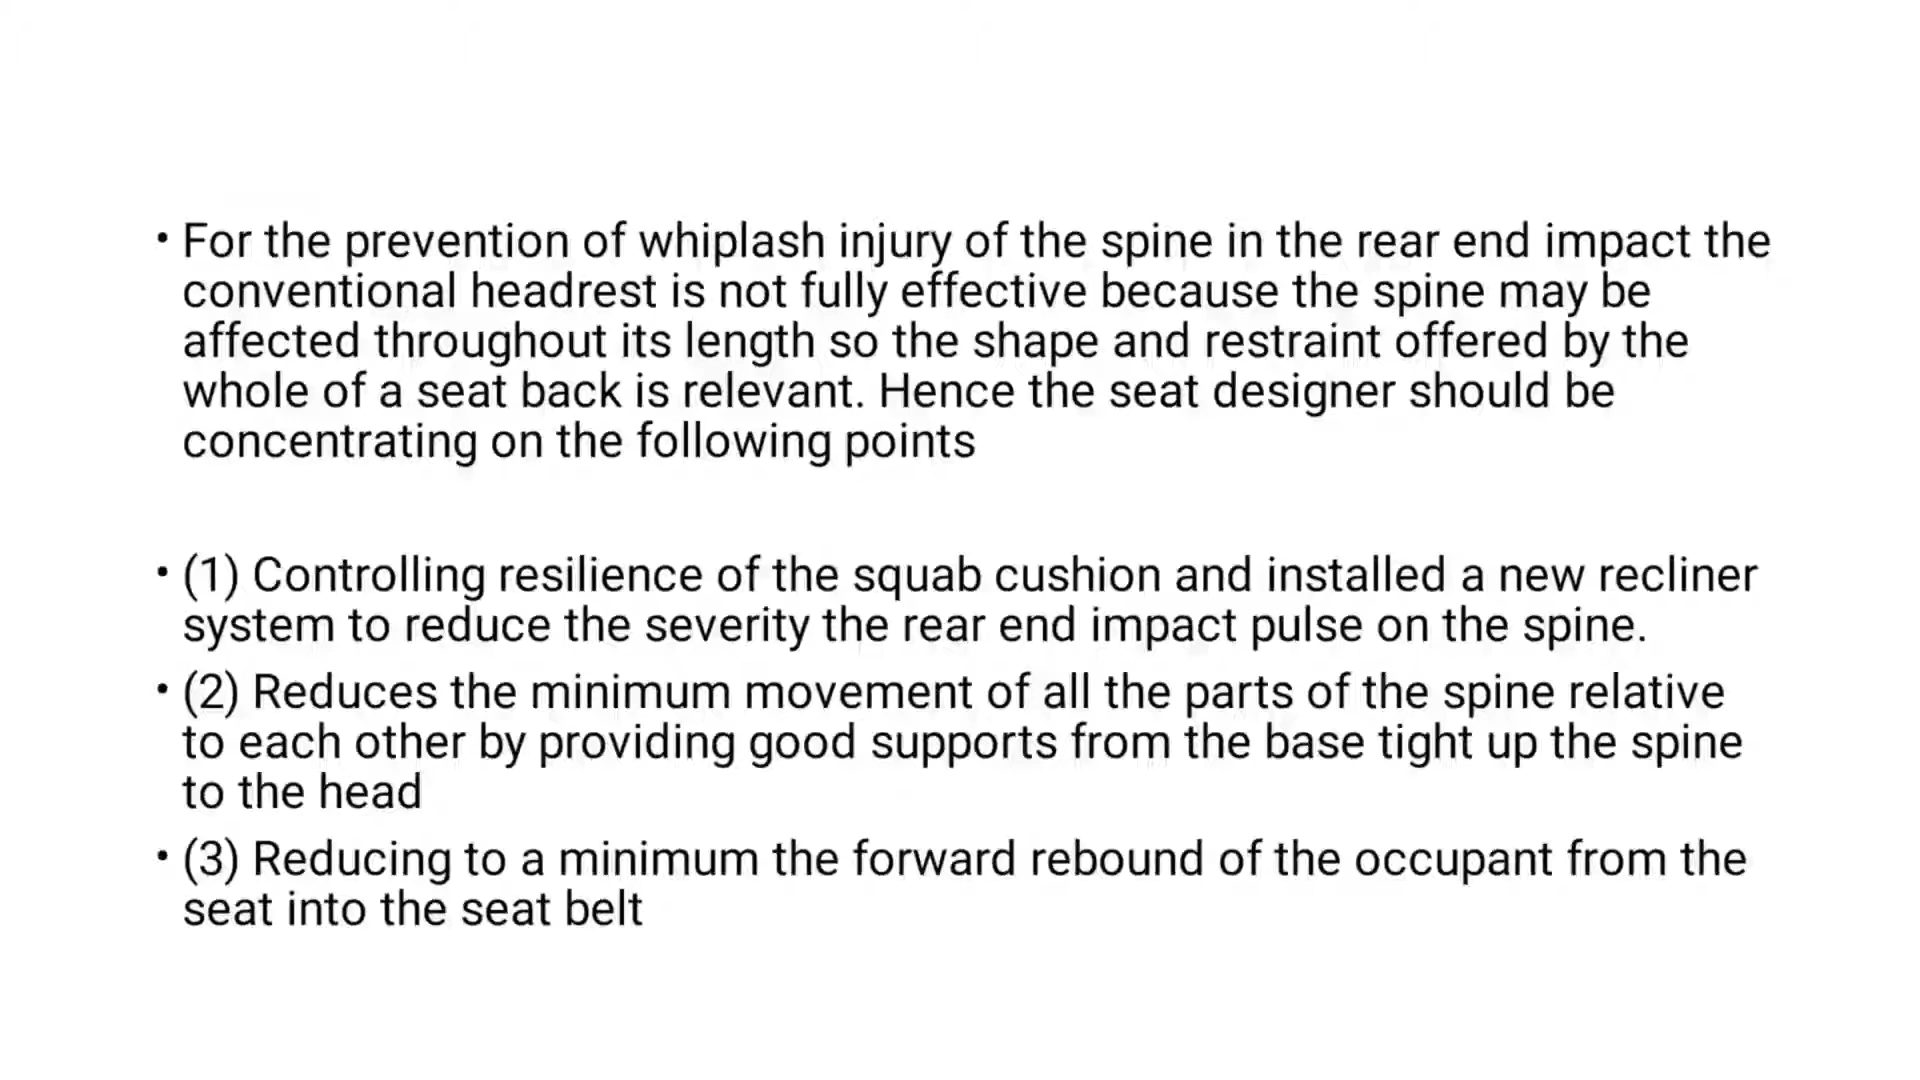 • For the prevention of whiplash injury of the spine in the rear end impact the
conventional headrest is not fully effective because the spine may be
affected throughout its length so the shape and restraint offered by the
whole of a seat back is relevant. Hence the seat designer should be
concentrating on the following points
• (1) Controlling resilience of the squab cushion and installed a new recliner
system to reduce the severity the rear end impact pulse on the spine.
• (2) Reduces the minimum movement of all the parts of the spine relative
to each other by providing good supports from the base tight up the spine
to the head
• (3) Reducing to a minimum the forward rebound of the occupant from the
seat into the seat belt